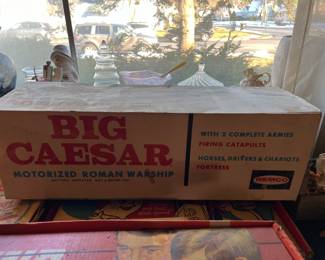 BIG
CAESAR
MOTORIZED ROMAN WARSHIP
WITH 2 COMPLETE ARMIES
FIRING CATAPULTS
HORSES, DRIVERS & CHARIOTS
FORTRESS
REMCO